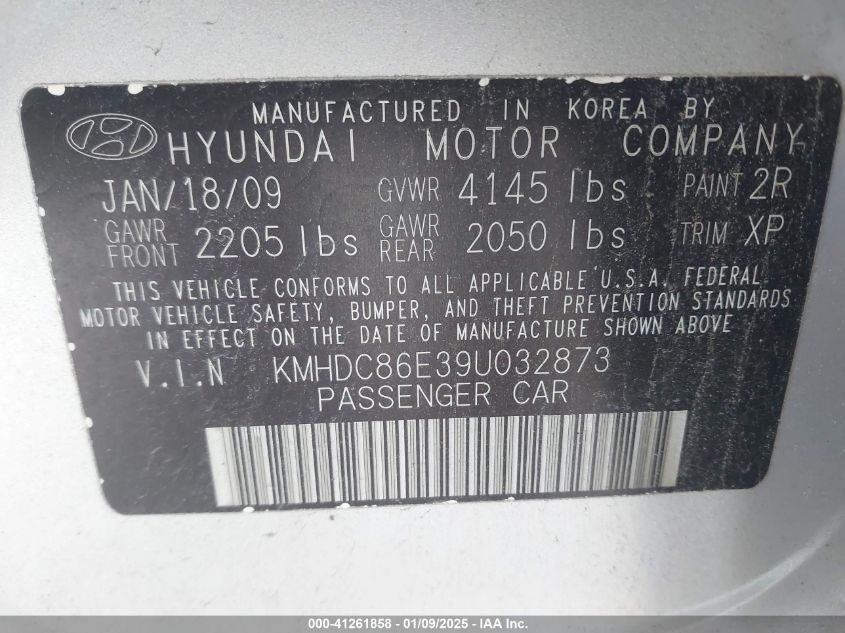 MANUFACTURED IN KOREA BY
HYUNDAI MOTOR COMPANY
JAN/18/09 GVWR 4145 lbs PAINT 2R
GAWR FRONT 2205 lbs GAWR REAR 2050 lbs TRIM XP
THIS VEHICLE CONFORMS TO ALL APPLICABLE U.S.A. FEDERAL
MOTOR VEHICLE SAFETY, BUMPER, AND THEFT PREVENTION STANDARDS
IN EFFECT ON THE DATE OF MANUFACTURE SHOWN ABOVE
V.I.N KMHDC86E39U032873
PASSENGER CAR
000-41261858 - 01/09/2025 - IAA Inc.